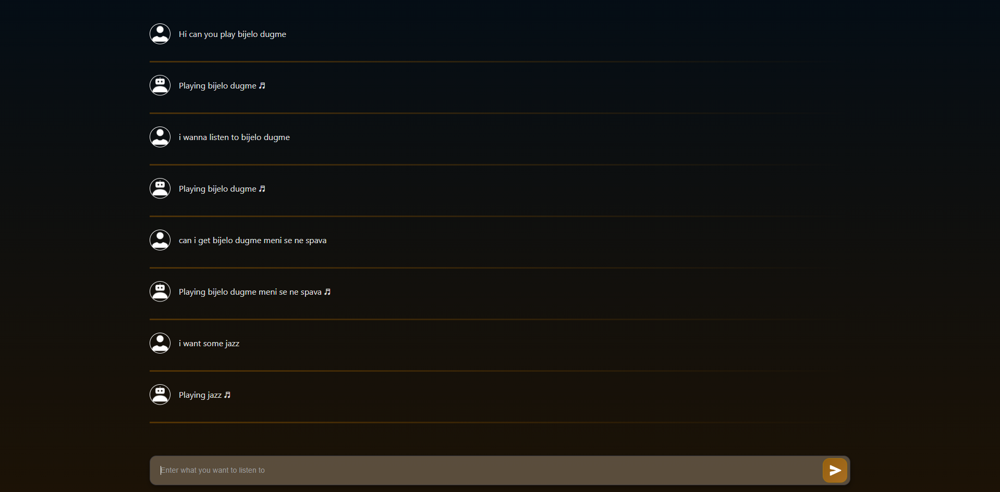 Hi can you play bijelo dugme
Playing bijelo dugme 🎵
i wanna listen to bijelo dugme
Playing bijelo dugme 🎵
can i get bijelo dugme meni se ne spava
Playing bijelo dugme meni se ne spava 🎵
i want some jazz
Playing jazz 🎵
Enter what you want to listen to